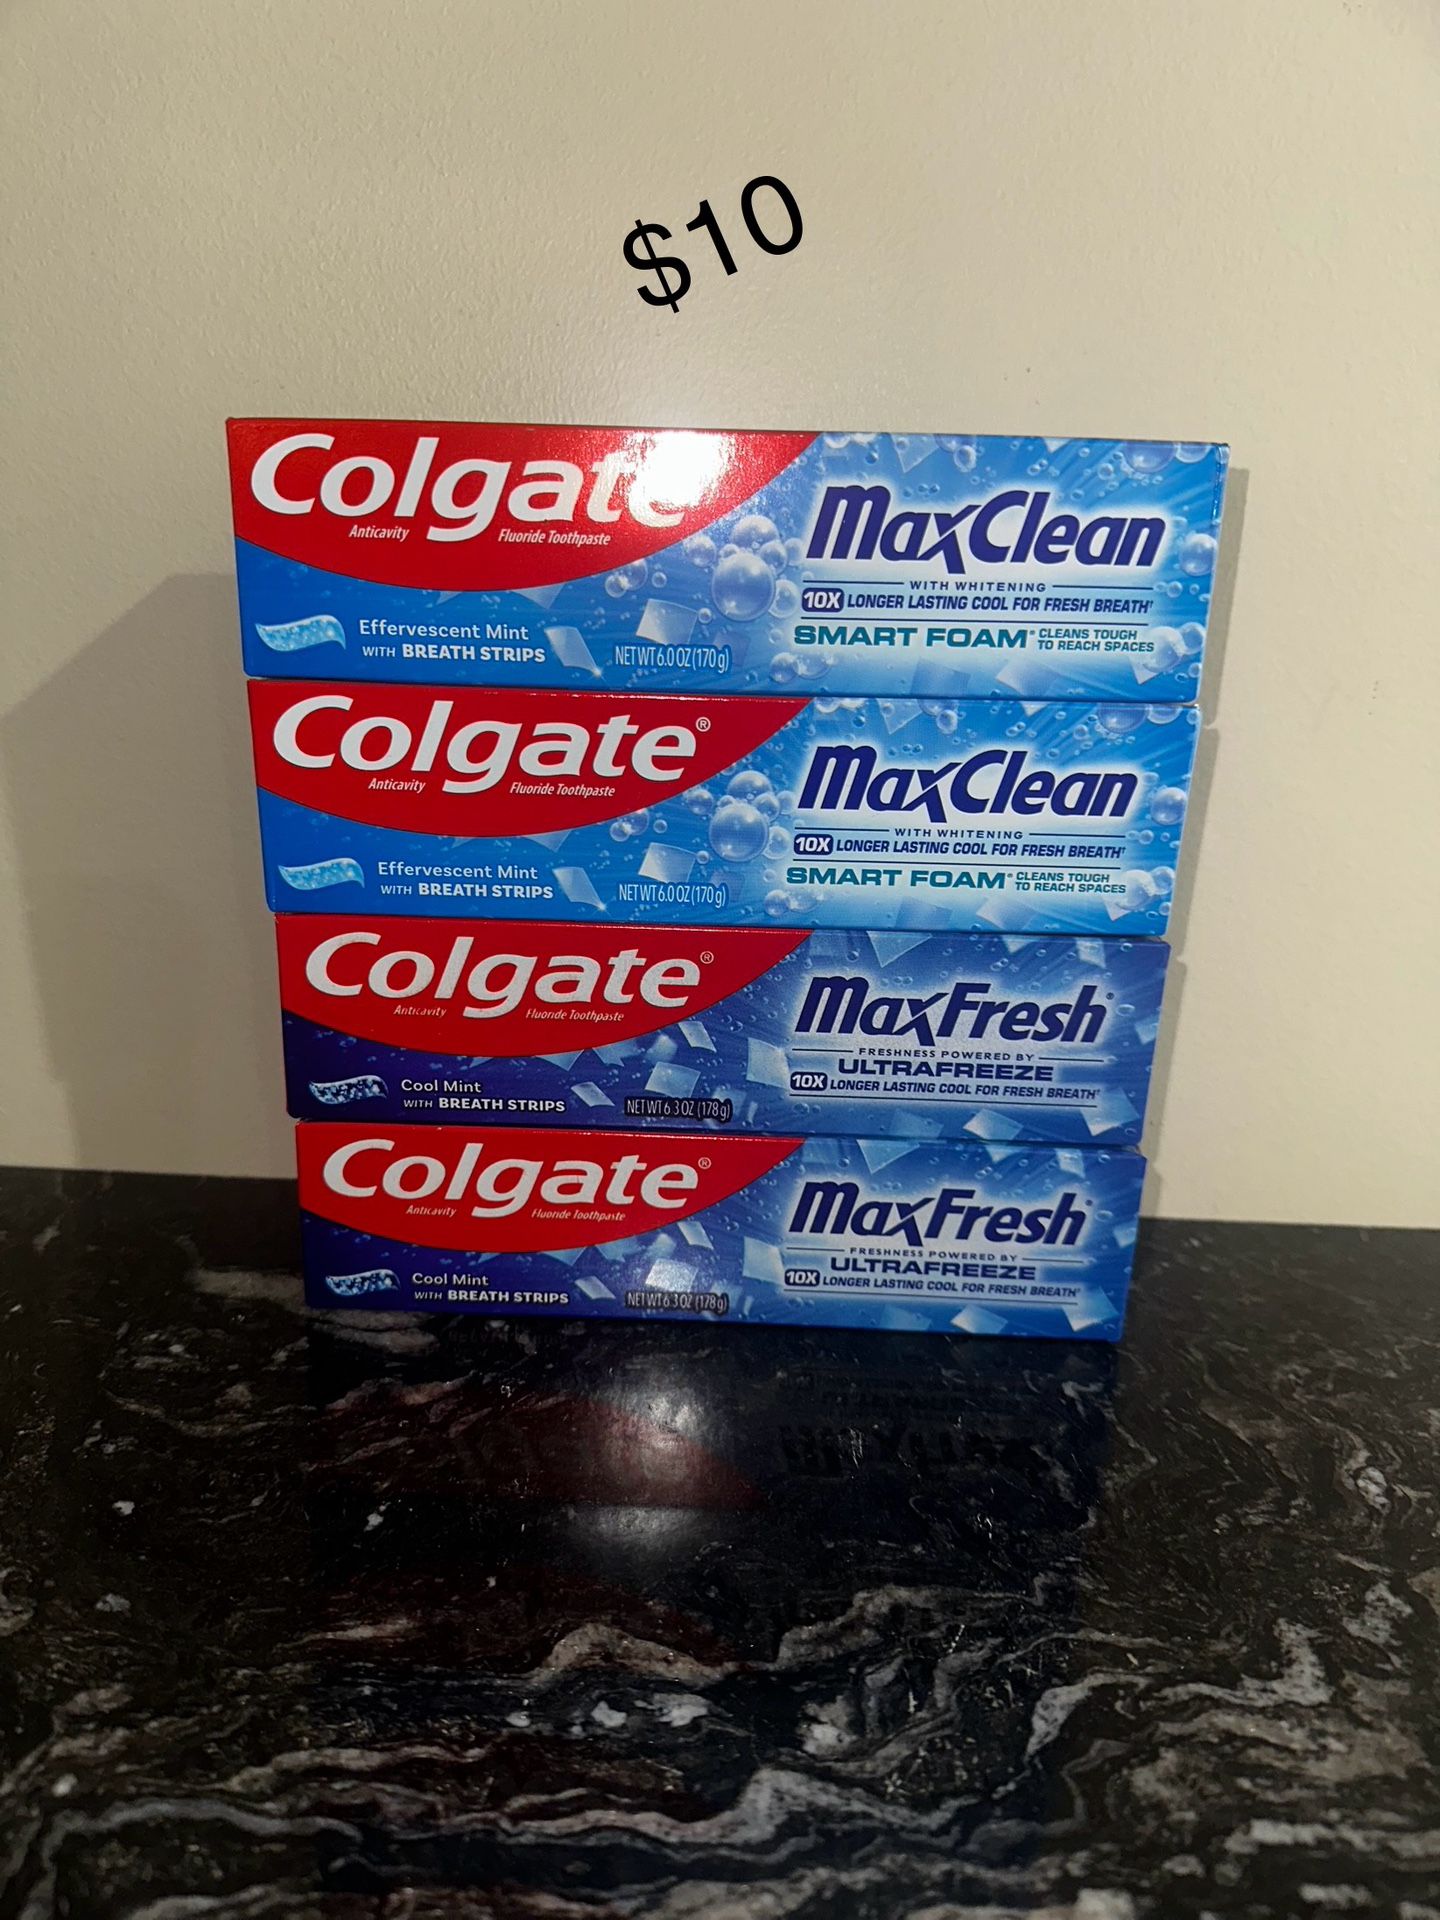 $10
Colgate
Anticavity Fluoride Toothpaste
MaxClean
WITH WHITENING
10X LONGER LASTING COOL FOR FRESH BREATH†
SMART FOAM® CLEANS TOUGH
TO REACH SPACES
Effervescent Mint
WITH BREATH STRIPS
NET WT 6.0 OZ (170 g)
Colgate®
Anticavity Fluoride Toothpaste
MaxClean
WITH WHITENING
10X LONGER LASTING COOL FOR FRESH BREATH†
SMART FOAM® CLEANS TOUGH
TO REACH SPACES
Effervescent Mint
WITH BREATH STRIPS
NET WT 6.0 OZ (170 g)
Colgate®
Anticavity Fluoride Toothpaste
MaxFresh®
FRESHNESS POWERED BY
ULTRAFREEZE
10X LONGER LASTING COOL FOR FRESH BREATH†
Cool Mint
WITH BREATH STRIPS
NET WT 6.3 OZ (178 g)
Colgate®
Anticavity Fluoride Toothpaste
MaxFresh®
FRESHNESS POWERED BY
ULTRAFREEZE
10X LONGER LASTING COOL FOR FRESH BREATH†
Cool Mint
WITH BREATH STRIPS
NET WT 6.3 OZ (178 g)